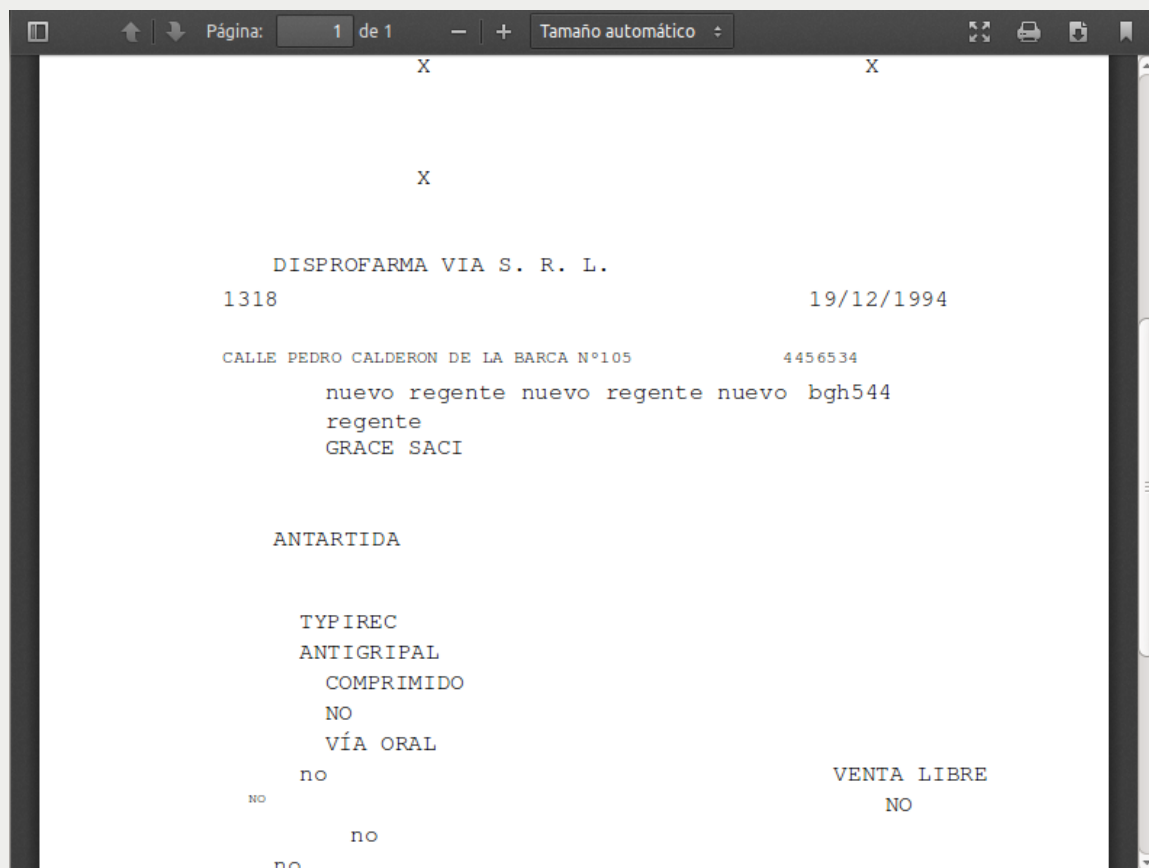 Página: 1 de 1 − + Tamaño automático
X X
X
DISPROFARMA VIA S. R. L.
1318 19/12/1994
CALLE PEDRO CALDERON DE LA BARCA Nº105 4456534
nuevo regente nuevo regente nuevo bgh544
regente
GRACE SACI
ANTARTIDA
TYPIREC
ANTIGRIPAL
COMPRIMIDO
NO
VÍA ORAL
no VENTA LIBRE
NO NO
no
no